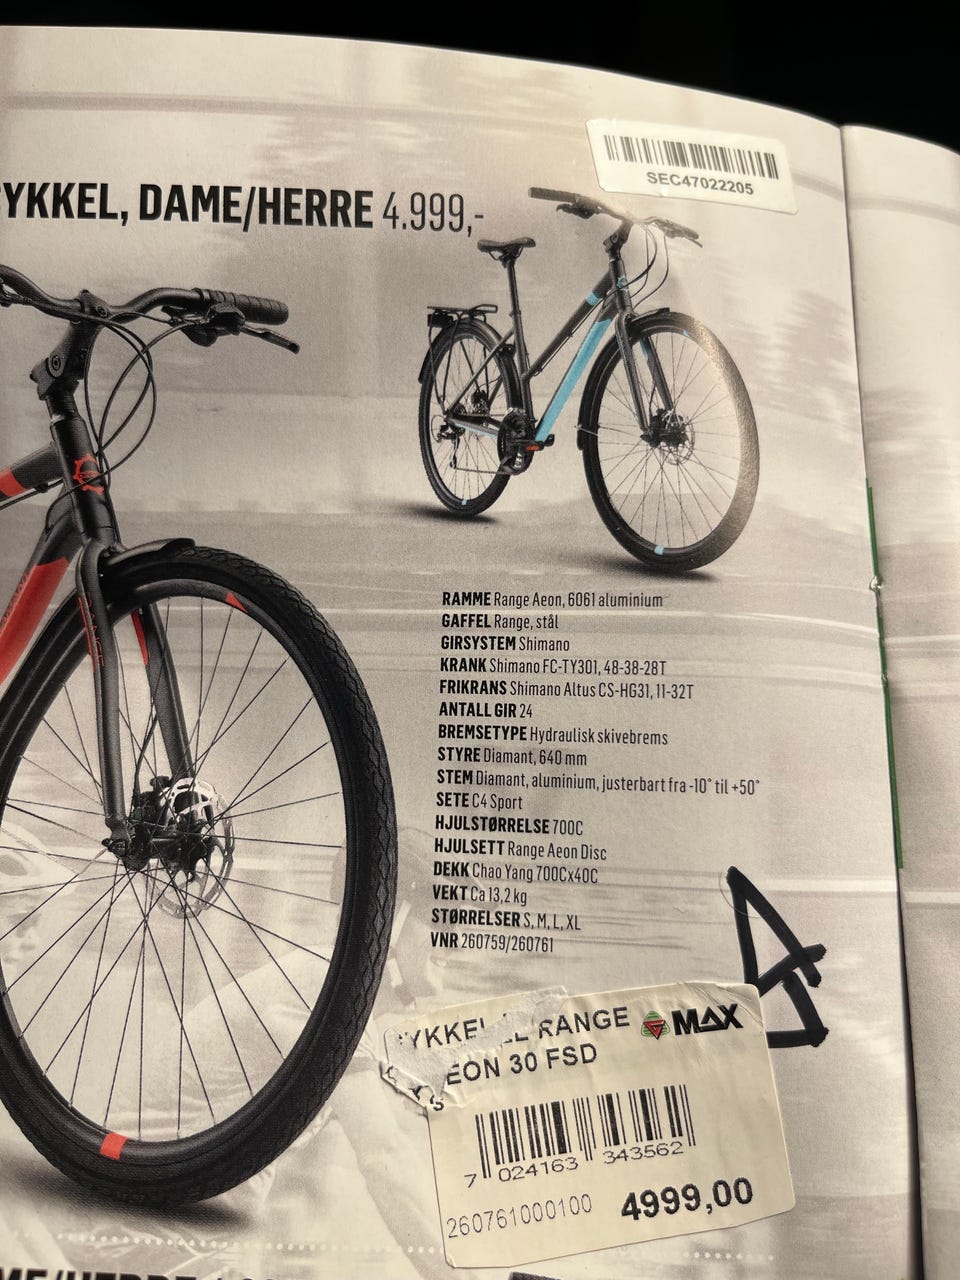 SEC47022205
YKKEL, DAME/HERRE 4.999,-
RAMME Range Aeon, 6061 aluminium
GAFFEL Range, stål
GIRSYSTEM Shimano
KRANK Shimano FC-TY301, 48-38-28T
FRIKRANS Shimano Altus CS-HG31, 11-32T
ANTALL GIR 24
BREMSETYPE Hydraulisk skivebrems
STYRE Diamant, 640 mm
STEM Diamant, aluminium, justerbart fra -10° til +50°
SETE C4 Sport
HJULSTØRRELSE 700C
HJULSETT Range Aeon Disc
DEKK Chao Yang 700Cx40C
VEKT Ca 13,2 kg
STØRRELSER S, M, L, XL
VNR 260759/260761
YKKEL RANGE MAX
EON 30 FSD
7 024163 343562
260761000100 4999,00